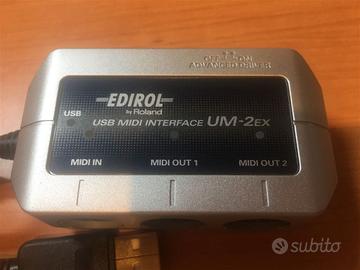 OFF ON
ADVANCED DRIVER
EDIROL
by Roland
USB
USB MIDI INTERFACE UM-2EX
MIDI IN MIDI OUT 1 MIDI OUT 2
subito